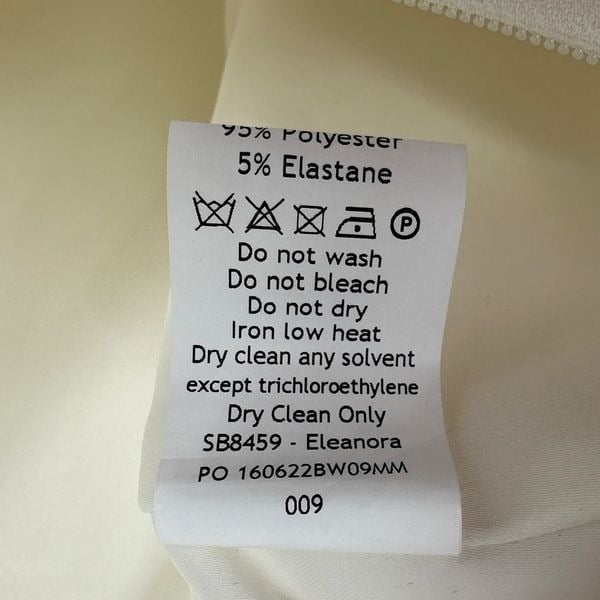 95% Polyester
5% Elastane
P
Do not wash
Do not bleach
Do not dry
Iron low heat
Dry clean any solvent
except trichloroethylene
Dry Clean Only
SB8459 - Eleanora
PO 160622BW09MM
009